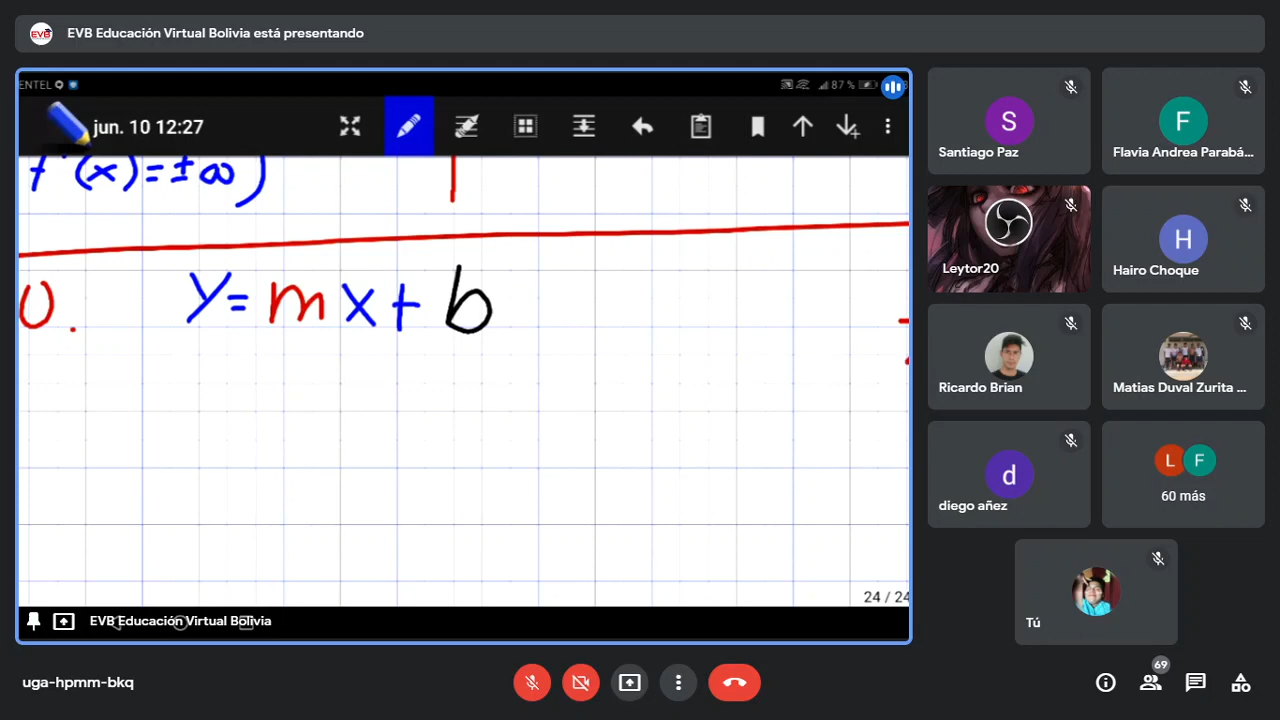 EVB Educación Virtual Bolivia está presentando
ENTEL
87 %
jun. 10 12:27
f'(x)=±∞)
0.
y=mx+b
24 / 24
EVB Educación Virtual Bolivia
Santiago Paz
Flavia Andrea Parabá...
S
F
Leytor20
Hairo Choque
H
Ricardo Brian
Matias Duval Zurita ...
d
diego añez
L F
60 más
Tú
uga-hpmm-bkq
69